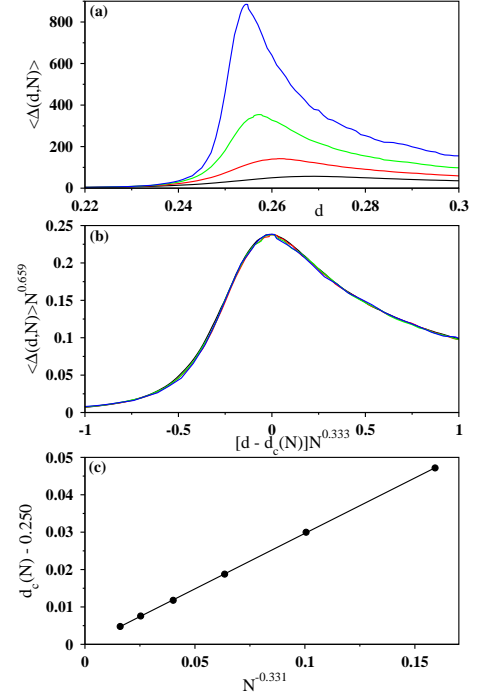 (a)
800
600
400
200
0
<Δ(d,N)>
0.22 0.24 0.26 0.28 0.3
d
(b)
0.25
0.2
0.15
0.1
0.05
0
<Δ(d,N)>N^0.659
-1 -0.5 0 0.5 1
[d - d_c(N)]N^0.333
(c)
0.05
0.04
0.03
0.02
0.01
0
d_c(N) - 0.250
0 0.05 0.1 0.15
N^-0.331